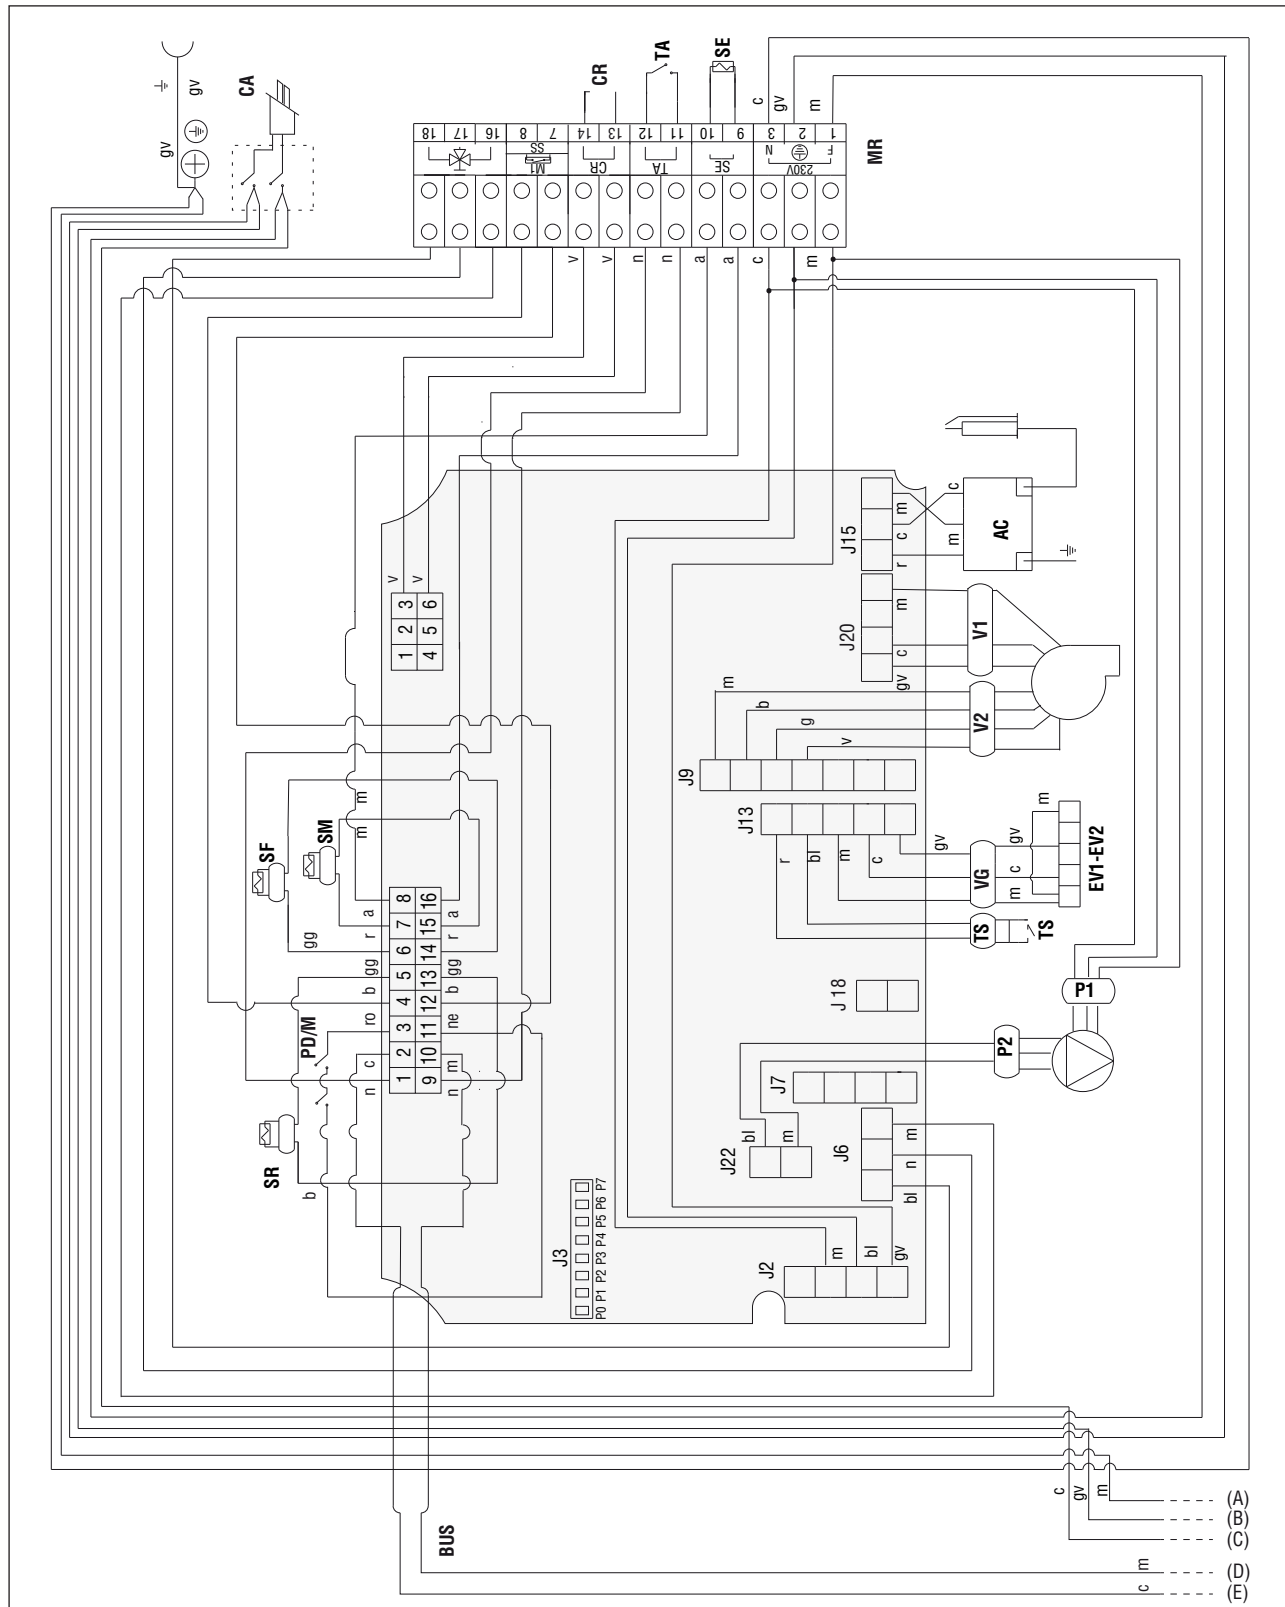 gv
gv
CA
CR
TA
SE
c
gv
m
18 17 16 8 7 14 13 12 11 10 9 3 2 1
SS
M1
CR
TA
SE
N
230V
F
MR
v v n n a a c m
v
v
3 6
2 5
1 4
J15
m
c
r
c
m
AC
J20
m
c
gv
V1
m
b
g
v
V2
J9
SF
m
SM
m
J13
r
bl
m
c
gv
VG
gv
c
m
m
EV1-EV2
TS
TS
a
r
gg
gg
b
ro
c
n
8 16
7 15
6 14
5 13
4 12
3 11
2 10
1 9
a
r
gg
b
ne
m
n
PD/M
SR
b
J 18
P1
P2
J7
J22
bl
m
J6
m
n
bl
J3
P0 P1 P2 P3 P4 P5 P6 P7
J2
m
bl
gv
c
gv
m
(A)
(B)
(C)
BUS
m
(D)
c
(E)